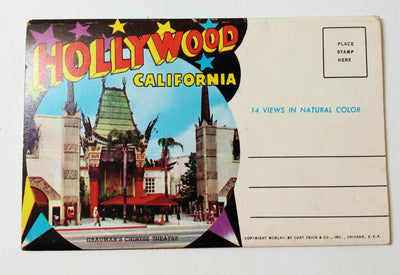 HOLLYWOOD
CALIFORNIA
PLACE
STAMP
HERE
14 VIEWS IN NATURAL COLOR
GRAUMAN'S CHINESE THEATRE
COPYRIGHT BY CURT TEICH & CO., INC., CHICAGO, U.S.A.